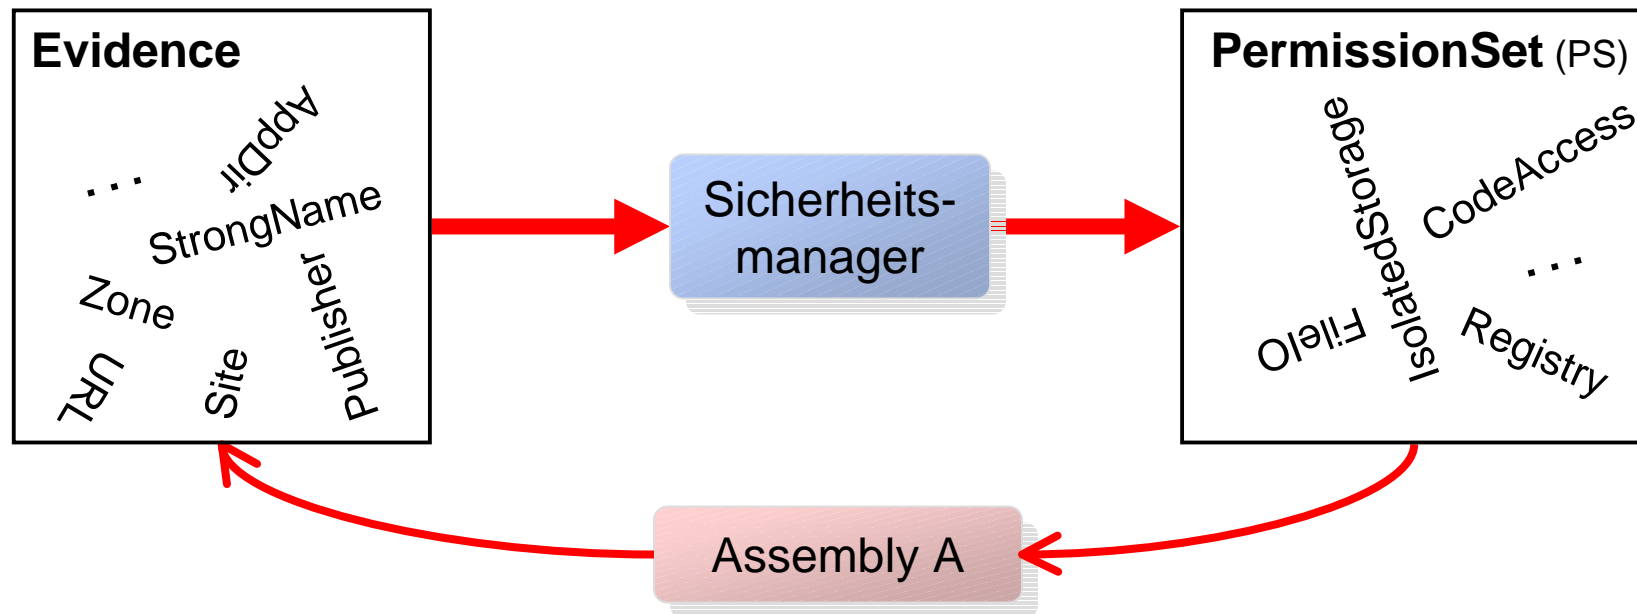 Evidence
AppDir
...
StrongName
Zone
Publisher
URL
Site
Sicherheits-
manager
PermissionSet (PS)
IsolatedStorage
CodeAccess
...
FileIO
Registry
Assembly A